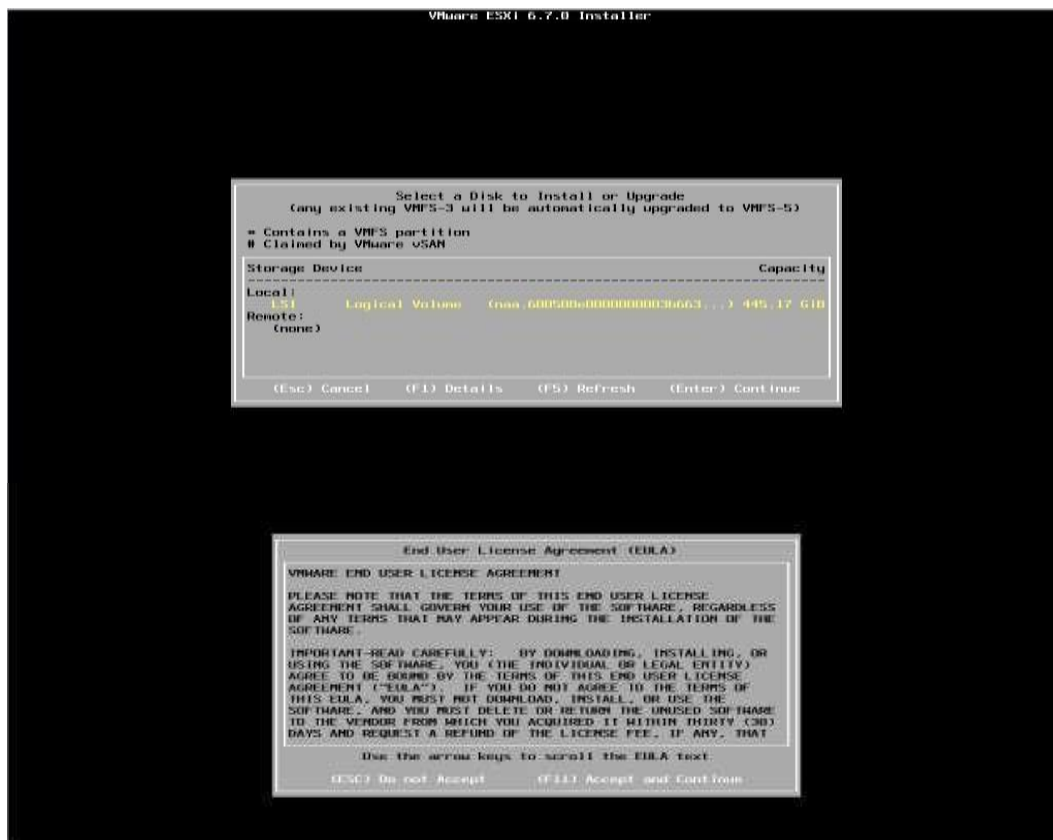 VMware ESXi 6.7.0 Installer
Select a Disk to Install or Upgrade
(any existing VMFS-3 will be automatically upgraded to VMFS-5)
* Contains a VMFS partition
# Claimed by VMware vSAN
Storage Device Capacity
Local:
LSI Logical Volume 445.17 GiB
Remote:
(none)
(Esc) Cancel (F1) Details (F5) Refresh (Enter) Continue
End User License Agreement (EULA)
VMWARE END USER LICENSE AGREEMENT
PLEASE NOTE THAT THE TERMS OF THIS END USER LICENSE
AGREEMENT SHALL GOVERN YOUR USE OF THE SOFTWARE, REGARDLESS
OF ANY TERMS THAT MAY APPEAR DURING THE INSTALLATION OF THE
SOFTWARE.
IMPORTANT-READ CAREFULLY: BY DOWNLOADING, INSTALLING, OR
USING THE SOFTWARE, YOU (THE INDIVIDUAL OR LEGAL ENTITY)
AGREE TO BE BOUND BY THE TERMS OF THIS END USER LICENSE
AGREEMENT ("EULA"). IF YOU DO NOT AGREE TO THE TERMS OF
THIS EULA, YOU MUST NOT DOWNLOAD, INSTALL, OR USE THE
SOFTWARE, AND YOU MUST DELETE OR RETURN THE UNUSED SOFTWARE
TO THE VENDOR FROM WHICH YOU ACQUIRED IT WITHIN THIRTY (30)
DAYS AND REQUEST A REFUND OF THE LICENSE FEE, IF ANY, THAT
Use the arrow keys to scroll the EULA text
(ESC) Do not Accept (F11) Accept and Continue